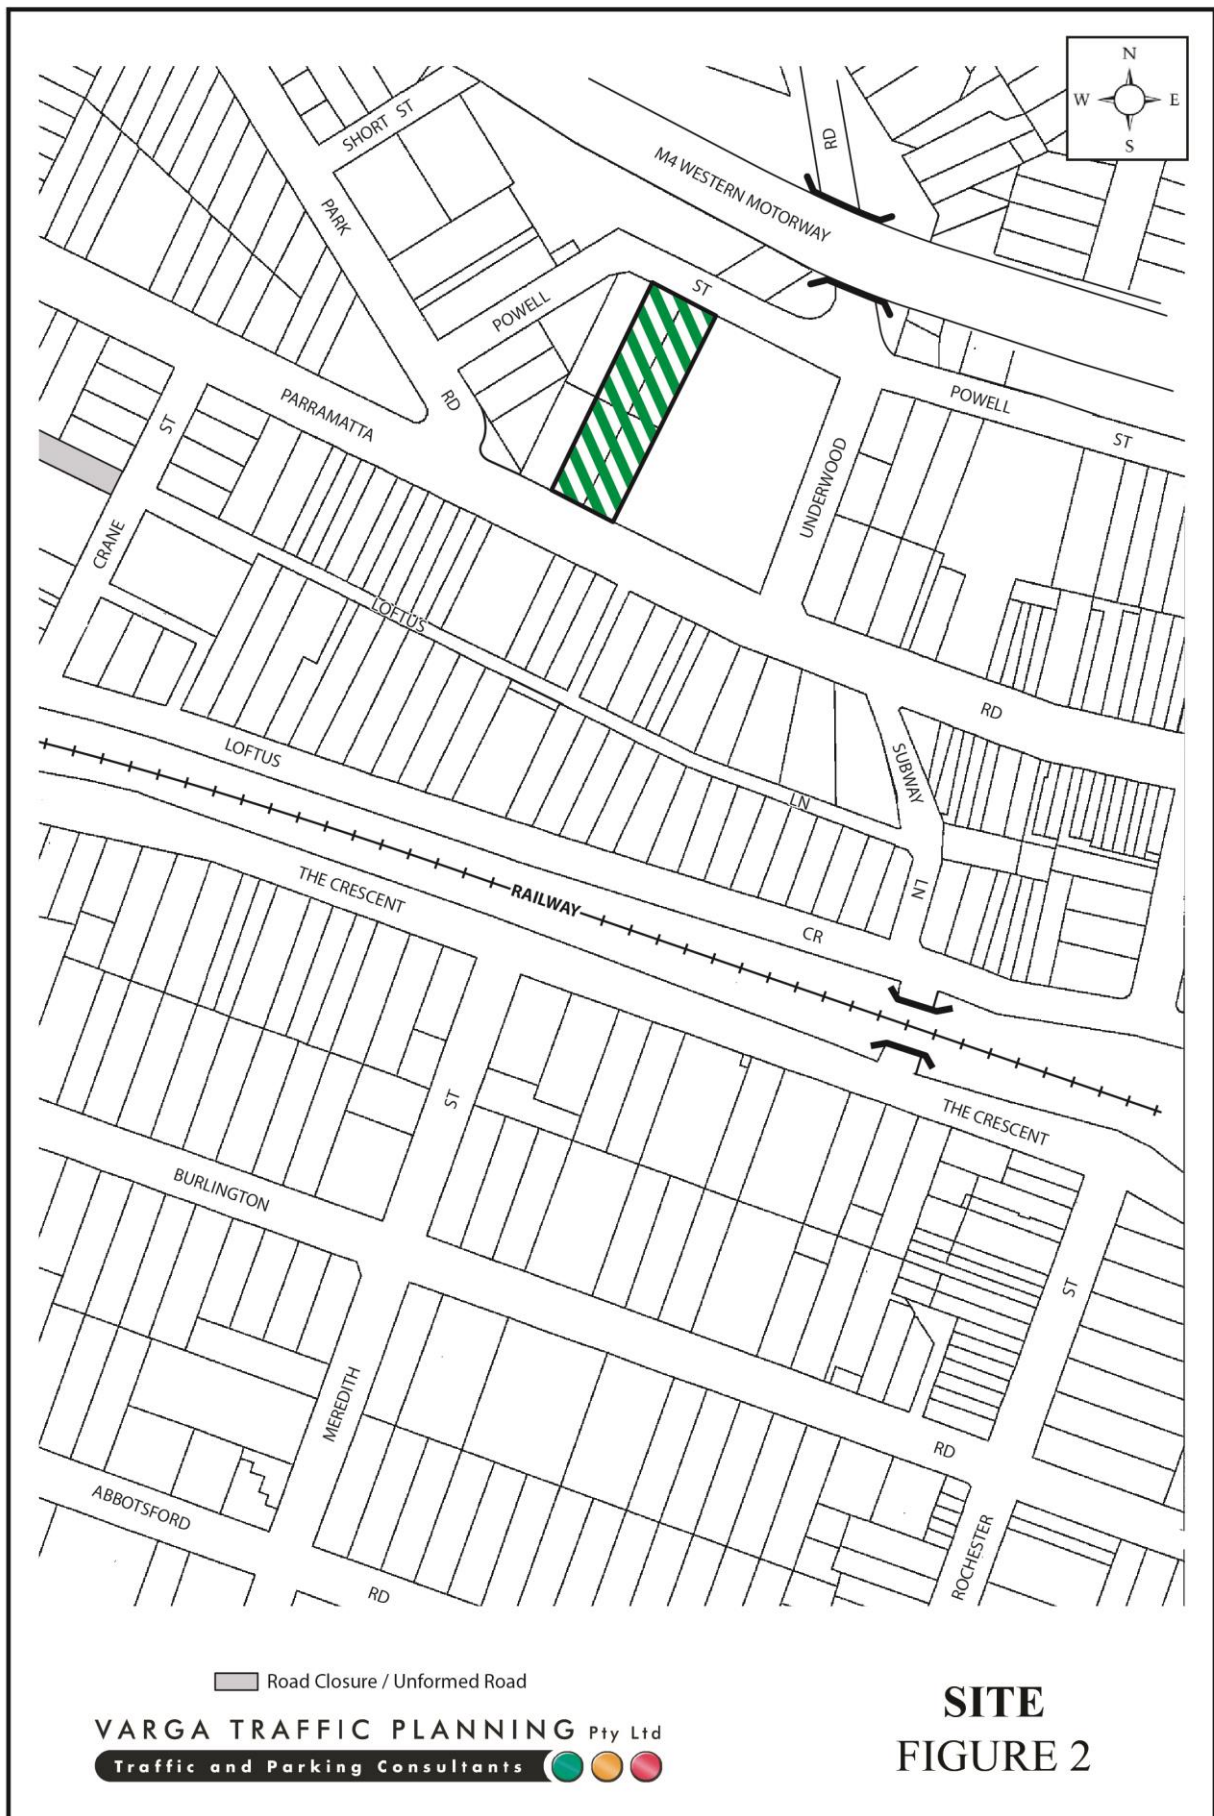 N
W E
S
SHORT ST
RD
M4 WESTERN MOTORWAY
PARK
ST
POWELL
RD
PARRAMATTA
POWELL
ST
ST
UNDERWOOD
CRANE
LOFTUS
RD
SUBWAY
LOFTUS
LN
THE CRESCENT
RAILWAY
LN
CR
ST
THE CRESCENT
BURLINGTON
ST
MEREDITH
RD
ABBOTSFORD
ROCHESTER
RD
Road Closure / Unformed Road
VARGA TRAFFIC PLANNING Pty Ltd
Traffic and Parking Consultants
SITE
FIGURE 2